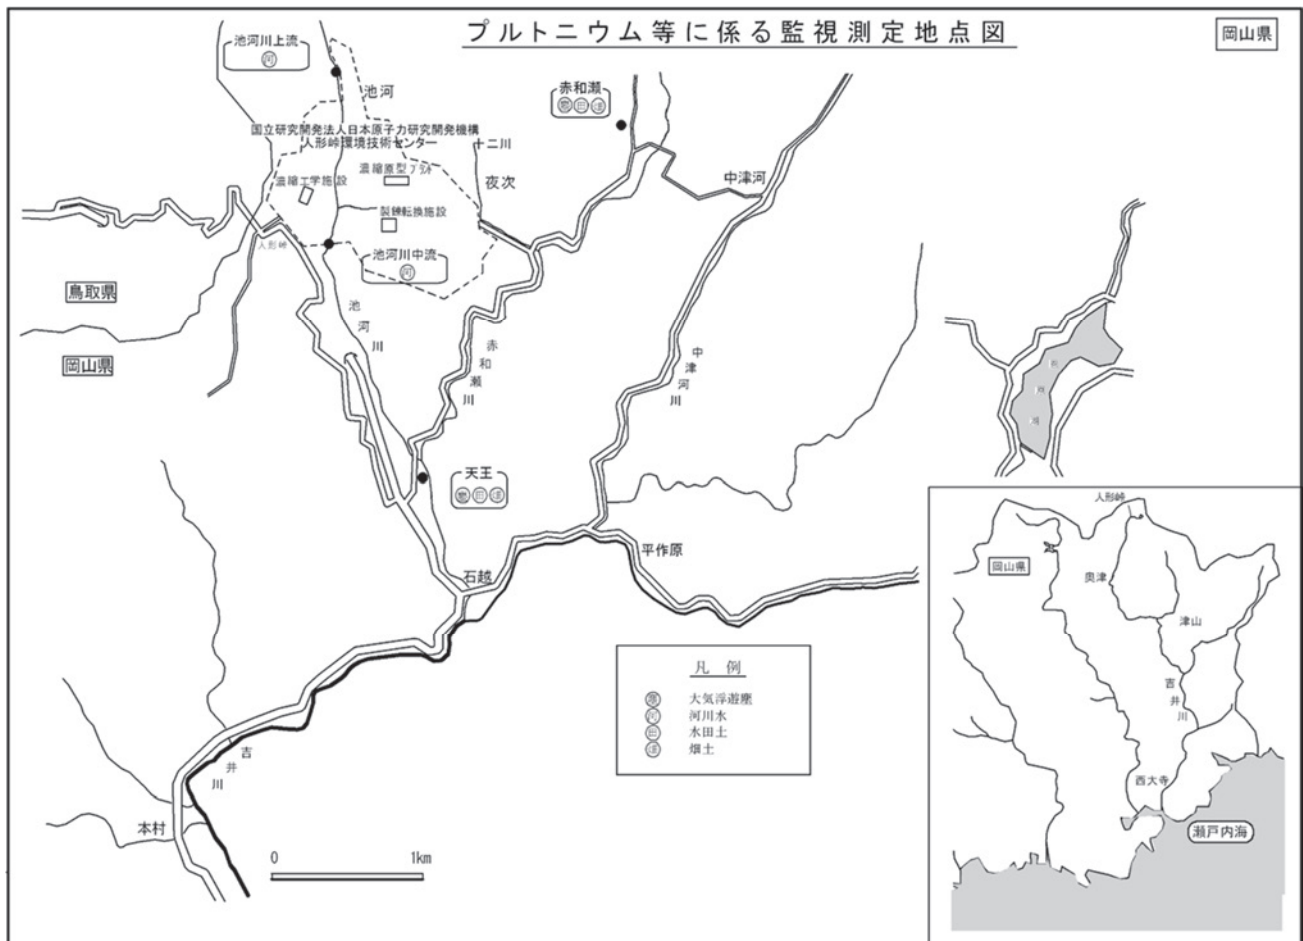 プルトニウム等に係る監視測定地点図
岡山県
池河川上流
河
池河
赤和瀬
塵 田 畑
国立研究開発法人日本原子力研究開発機構
人形峠環境技術センター
十二川
濃縮原型プラント
濃縮工学施設
夜次
中津河
製錬転換施設
人形峠
池河川中流
河
鳥取県
岡山県
池河川
赤和瀬川
中津河川
天王
塵 田 畑
石越
平作原
吉井川
本村
0 1km
凡例
塵 大気浮遊塵
河 河川水
田 水田土
畑 畑土
人形峠
岡山県
奥津
津山
吉井川
西大寺
瀬戸内海